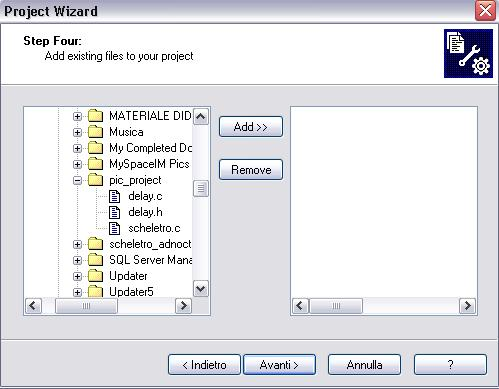 Project Wizard
Step Four:
Add existing files to your project
MATERIALE DID
Musica
My Completed Do
MySpaceIM Pics
pic_project
delay.c
delay.h
scheletro.c
scheletro_adnoct
SQL Server Mana
Updater
Updater5
Add >>
Remove
< Indietro
Avanti >
Annulla
?